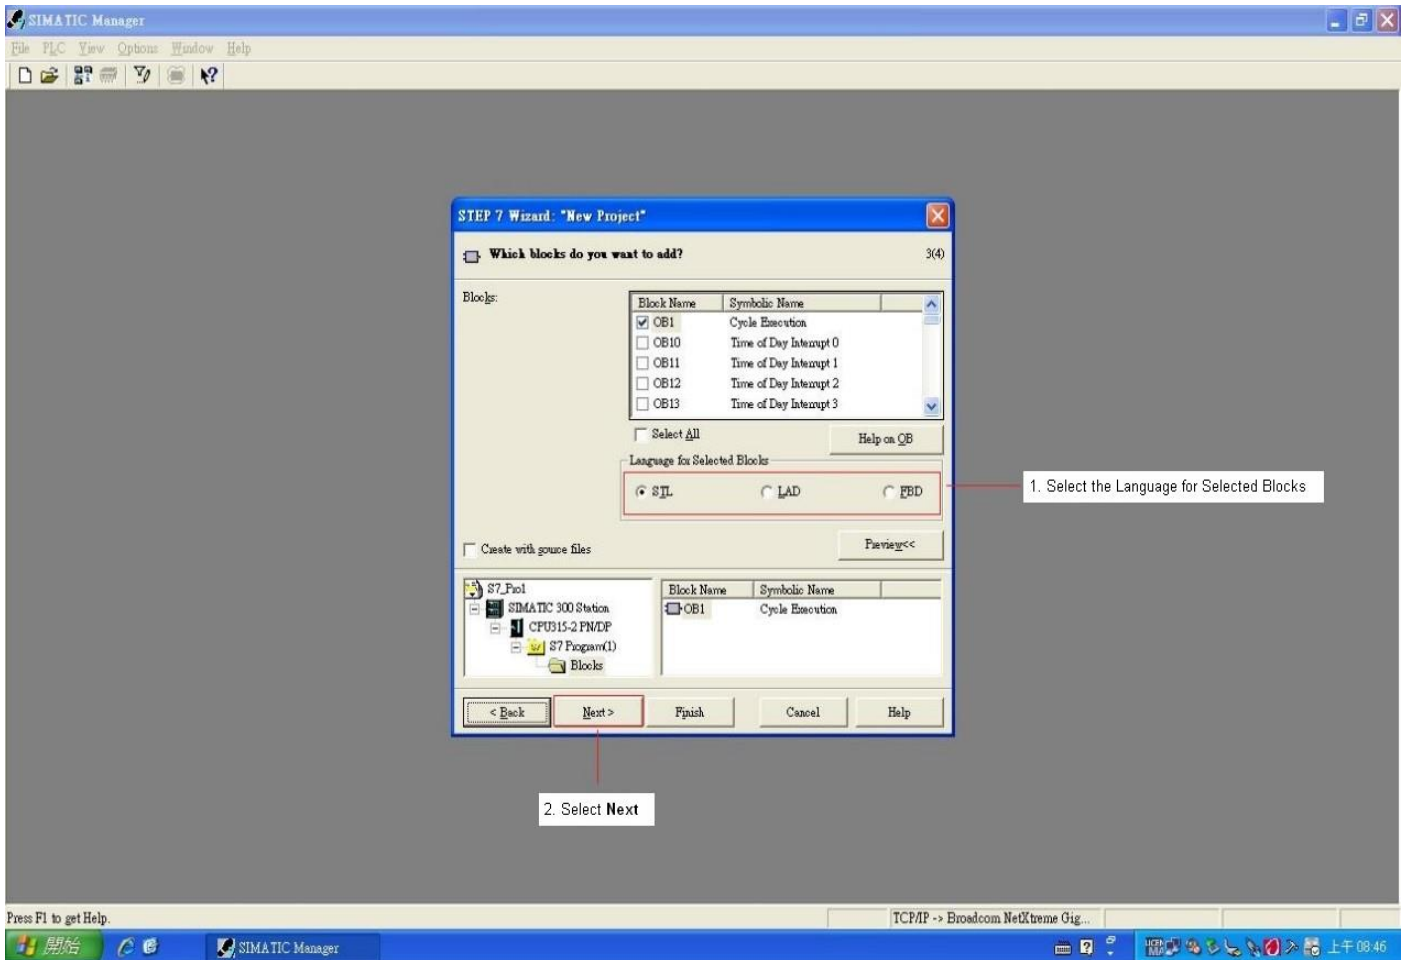 SIMATIC Manager
File PLC View Options Window Help
STEP 7 Wizard: "New Project"
Which blocks do you want to add? 3(4)
Blocks:
Block Name Symbolic Name
OB1 Cycle Execution
OB10 Time of Day Interrupt 0
OB11 Time of Day Interrupt 1
OB12 Time of Day Interrupt 2
OB13 Time of Day Interrupt 3
Select All
Help on OB
Language for Selected Blocks
STL LAD FBD
1. Select the Language for Selected Blocks
Create with source files
Preview<<
S7_Pro1
SIMATIC 300 Station
CPU315-2 PN/DP
S7 Program(1)
Blocks
Block Name Symbolic Name
OB1 Cycle Execution
< Back Next > Finish Cancel Help
2. Select Next
Press F1 to get Help.
TCP/IP -> Broadcom NetXtreme Gig...
開始
SIMATIC Manager
上午 08:46